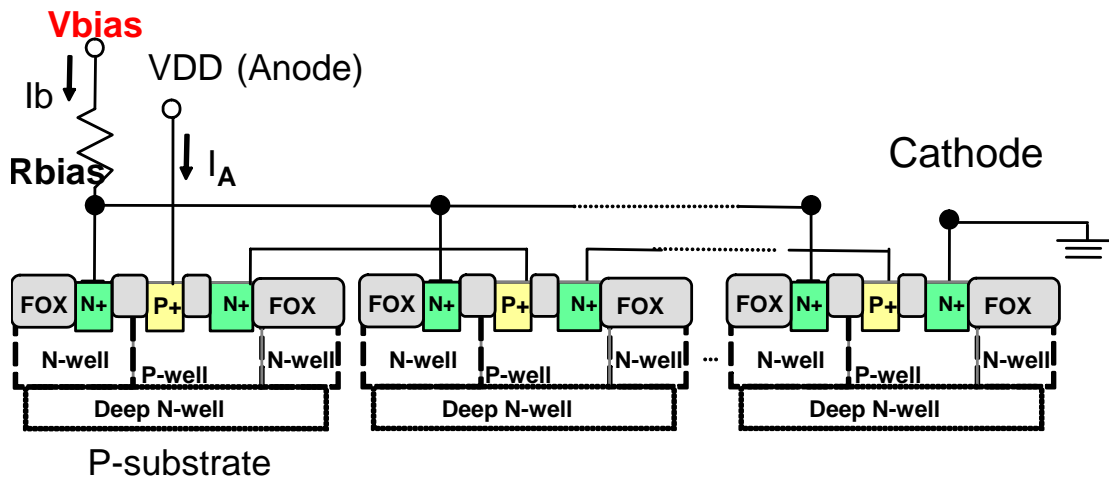 Vbias
VDD (Anode)
Ib
Rbias
IA
Cathode
FOX N+ P+ N+ FOX FOX N+ P+ N+ FOX FOX N+ P+ N+ FOX
N-well P-well N-well P-well N-well N-well P-well N-well
Deep N-well Deep N-well Deep N-well
P-substrate